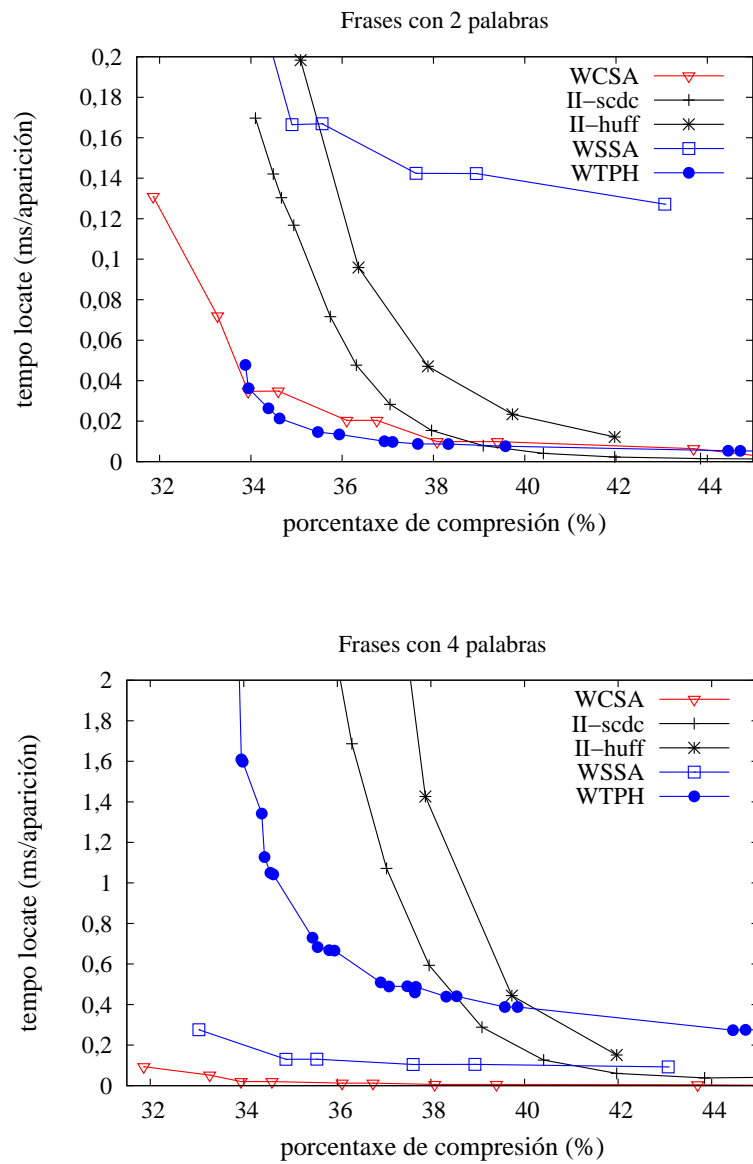 Frases con 2 palabras
0,2
0,18
0,16
0,14
0,12
0,1
0,08
0,06
0,04
0,02
0
tempo locate (ms/aparición)
WCSA
II−scdc
II−huff
WSSA
WTPH
32 34 36 38 40 42 44
porcentaxe de compresión (%)
Frases con 4 palabras
2
1,8
1,6
1,4
1,2
1
0,8
0,6
0,4
0,2
0
tempo locate (ms/aparición)
WCSA
II−scdc
II−huff
WSSA
WTPH
32 34 36 38 40 42 44
porcentaxe de compresión (%)